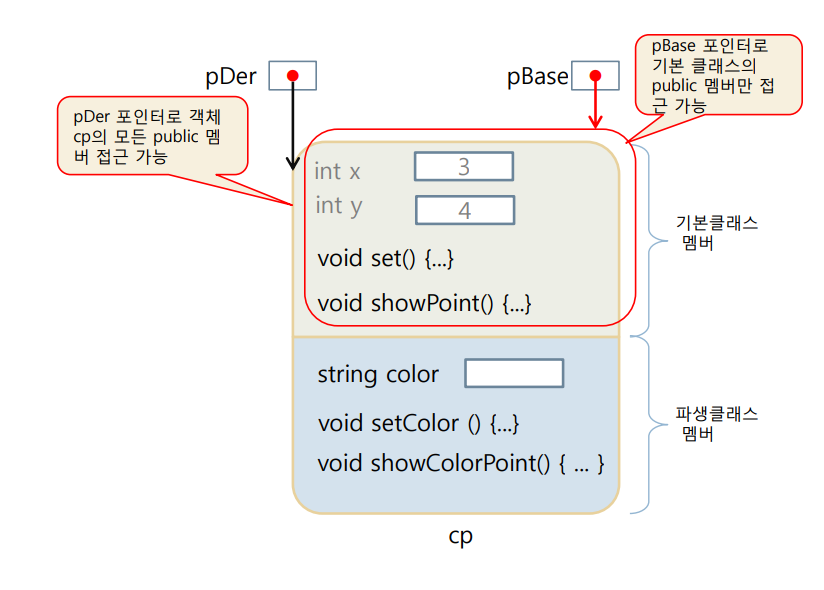 pDer
pBase
pBase 포인터로
기본 클래스의
public 멤버만 접
근 가능
pDer 포인터로 객체
cp의 모든 public 멤
버 접근 가능
int x
3
int y
4
void set() {...}
void showPoint() {...}
기본클래스
멤버
string color
void setColor () {...}
void showColorPoint() { ... }
파생클래스
멤버
cp